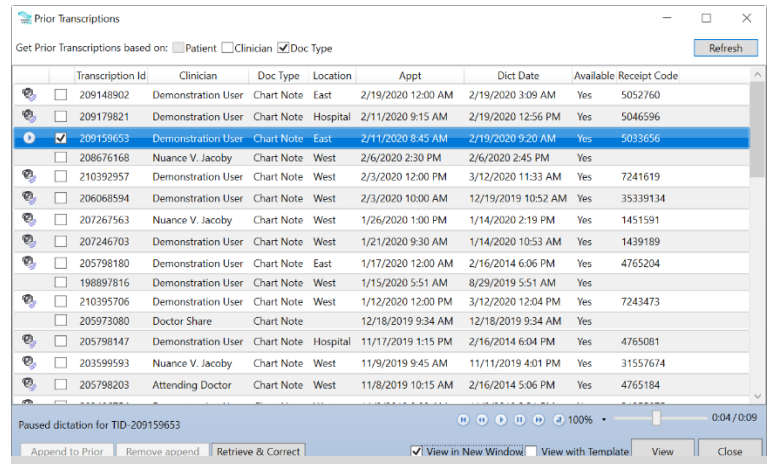 Prior Transcriptions
Get Prior Transcriptions based on: Patient Clinician Doc Type Refresh
Transcription Id Clinician Doc Type Location Appt Dict Date Available Receipt Code
209148902 Demonstration User Chart Note East 2/19/2020 12:00 AM 2/19/2020 3:09 AM Yes 5052760
209179821 Demonstration User Chart Note Hospital 2/11/2020 9:15 AM 2/19/2020 12:56 PM Yes 5046596
209159653 Demonstration User Chart Note East 2/11/2020 8:45 AM 2/19/2020 9:20 AM Yes 5033656
208676168 Nuance V. Jacoby Chart Note West 2/6/2020 2:30 PM 2/6/2020 2:45 PM Yes
210392957 Demonstration User Chart Note West 2/3/2020 12:00 PM 3/12/2020 11:33 AM Yes 7241619
206068594 Demonstration User Chart Note West 2/3/2020 10:00 AM 12/19/2019 10:52 AM Yes 35339134
207267563 Nuance V. Jacoby Chart Note West 1/26/2020 1:00 PM 1/14/2020 2:19 PM Yes 1451591
207246703 Demonstration User Chart Note West 1/21/2020 9:30 AM 1/14/2020 10:53 AM Yes 1439189
205798180 Demonstration User Chart Note East 1/17/2020 12:00 AM 2/16/2014 6:06 PM Yes 4765204
198897816 Demonstration User Chart Note West 1/15/2020 5:51 AM 8/29/2019 5:51 AM Yes
210395706 Demonstration User Chart Note West 1/12/2020 12:00 PM 3/12/2020 12:04 PM Yes 7243473
205973080 Doctor Share Chart Note 12/18/2019 9:34 AM 12/18/2019 9:34 AM Yes
205798147 Demonstration User Chart Note Hospital 11/17/2019 1:15 PM 2/16/2014 6:04 PM Yes 4765081
203599593 Nuance V. Jacoby Chart Note West 11/9/2019 9:45 AM 11/11/2019 4:01 PM Yes 31557674
205798203 Attending Doctor Chart Note West 11/8/2019 10:15 AM 2/16/2014 5:06 PM Yes 4765184
Paused dictation for TID-209159653 100% 0:04/0:09
Append to Prior Remove append Retrieve & Correct View in New Window View with Template View Close